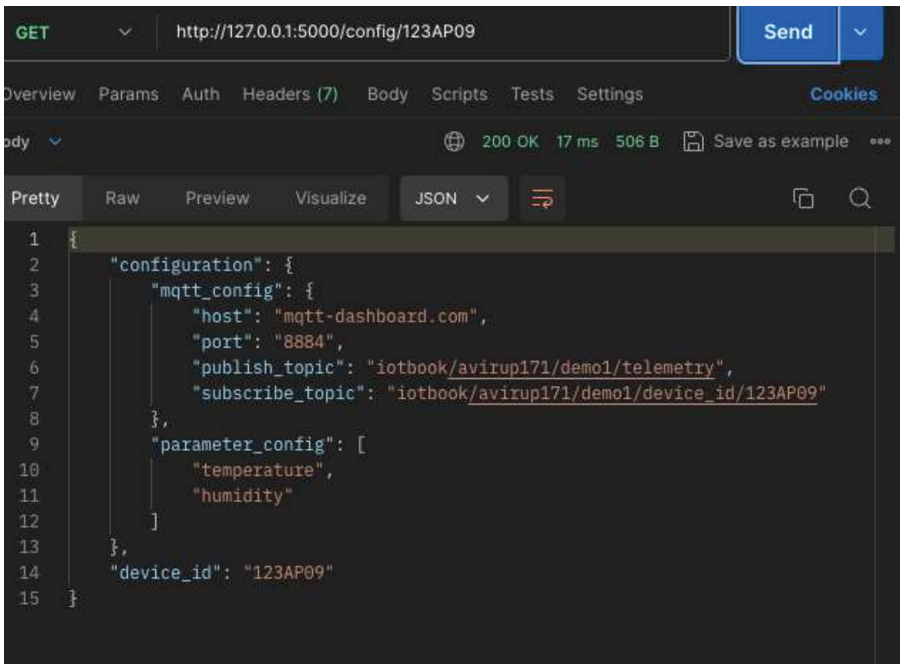 GET http://127.0.0.1:5000/config/123AP09 Send
Overview Params Auth Headers (7) Body Scripts Tests Settings Cookies
ody 200 OK 17 ms 506 B Save as example
Pretty Raw Preview Visualize JSON
1 {
2 "configuration": {
3 "mqtt_config": {
4 "host": "mqtt-dashboard.com",
5 "port": "8884",
6 "publish_topic": "iotbook/avirup171/demo1/telemetry",
7 "subscribe_topic": "iotbook/avirup171/demo1/device_id/123AP09"
8 },
9 "parameter_config": [
10 "temperature",
11 "humidity"
12 ]
13 },
14 "device_id": "123AP09"
15 }